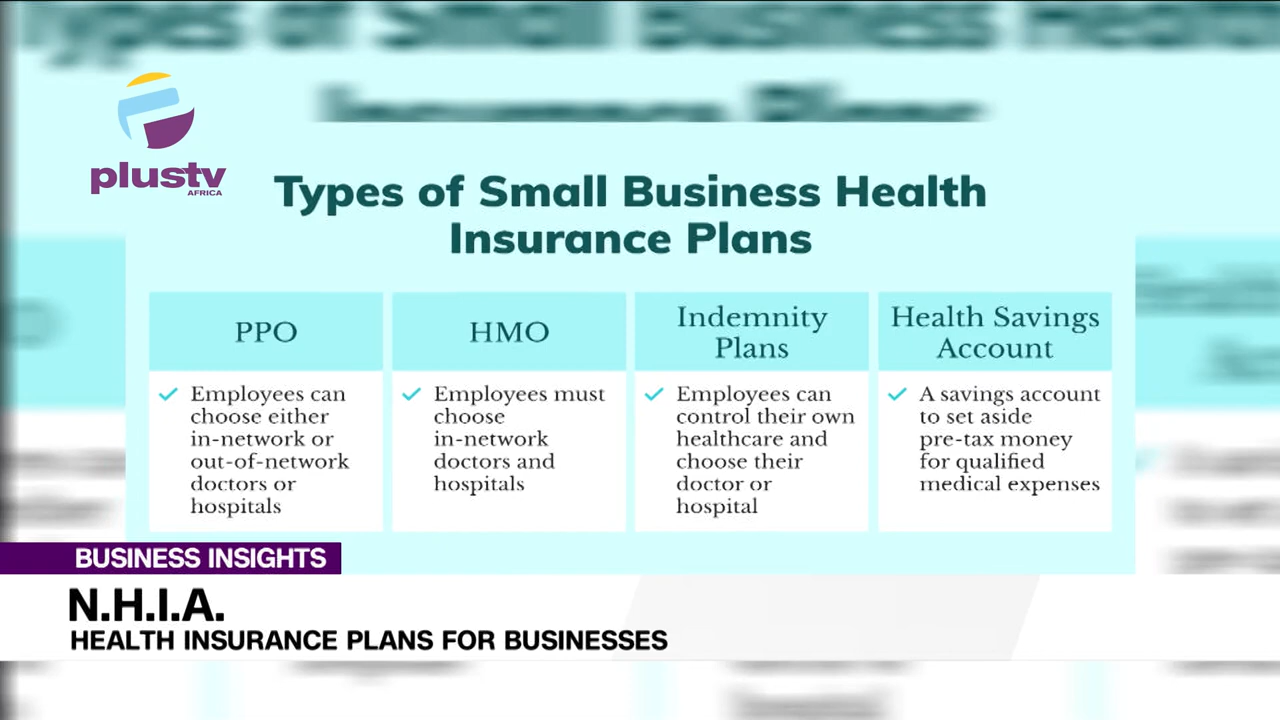 plustv
AFRICA
Types of Small Business Health
Insurance Plans
PPO
Employees can
choose either
in-network or
out-of-network
doctors or
hospitals
HMO
Employees must
choose
in-network
doctors and
hospitals
Indemnity
Plans
Employees can
control their own
healthcare and
choose their
doctor or
hospital
Health Savings
Account
A savings account
to set aside
pre-tax money
for qualified
medical expenses
BUSINESS INSIGHTS
N.H.I.A.
HEALTH INSURANCE PLANS FOR BUSINESSES